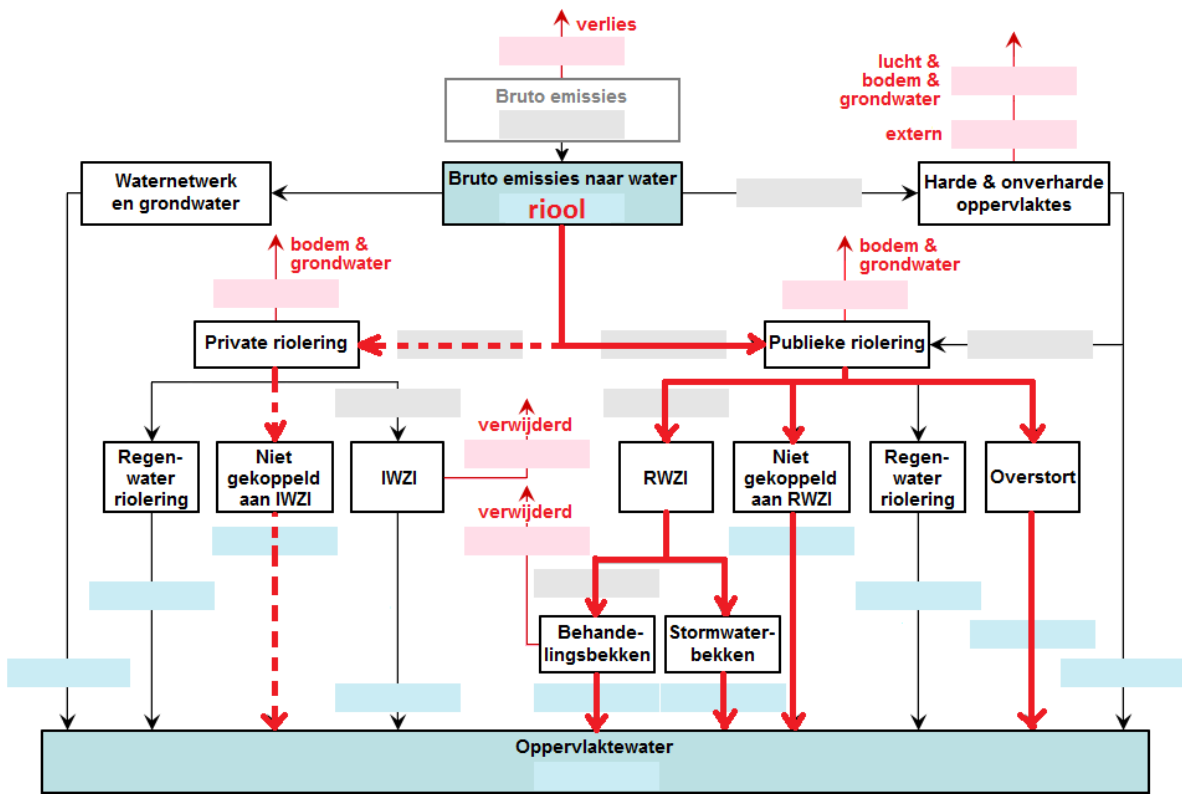 verlies
lucht &
bodem &
grondwater
Bruto emissies
extern
Waternetwerk
en grondwater
Bruto emissies naar water
riool
Harde & onverharde
oppervlaktes
bodem &
grondwater
bodem &
grondwater
Private riolering
Publieke riolering
verwijderd
Regen-
water
riolering
Niet
gekoppeld
aan IWZI
IWZI
RWZI
Niet
gekoppeld
aan RWZI
Regen-
water
riolering
Overstort
verwijderd
Behande-
lingsbekken
Stormwater-
bekken
Oppervlaktewater